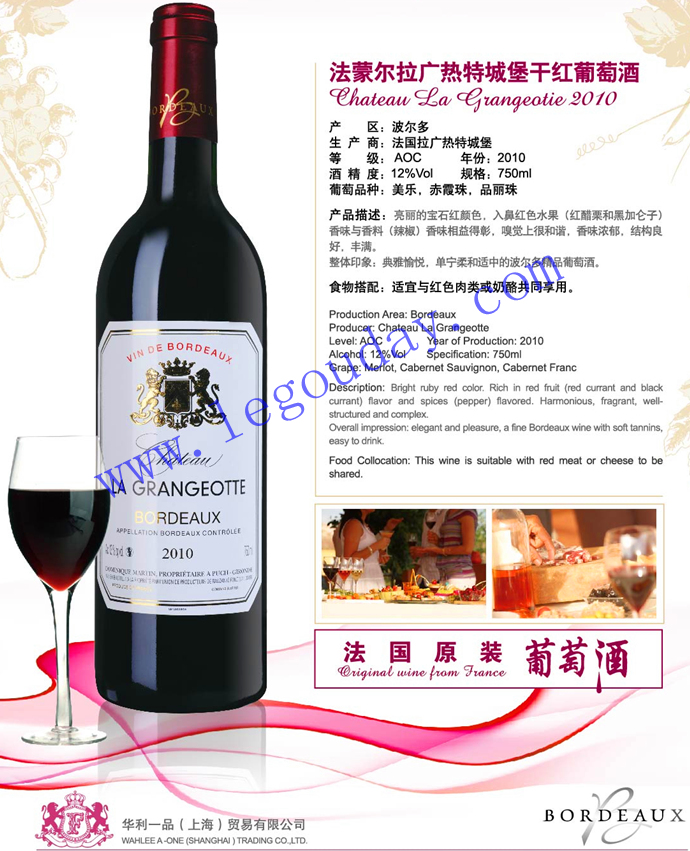 法蒙尔拉广热特城堡干红葡萄酒
Chateau La Grangeotie 2010
产 区：波尔多
生 产 商：法国拉广热特城堡
等 级： AOC 年份：2010
酒 精 度：12%Vol 规格：750ml
葡萄品种：美乐，赤霞珠，品丽珠
产品描述：亮丽的宝石红颜色，入鼻红色水果（红醋栗和黑加仑子）
香味与香料（辣椒）香味相益得彰，嗅觉上很和谐，香味浓郁，结构良
好，丰满。
整体印象：典雅愉悦，单宁柔和适中的波尔多精品葡萄酒。
食物搭配：适宜与红色肉类或奶酪共同享用。
Production Area: Bordeaux
Producer: Chateau La Grangeotte
Level: AOC Year of Production: 2010
Alcohol: 12%Vol Specification: 750ml
Grape: Merlot, Cabernet Sauvignon, Cabernet Franc
Description: Bright ruby red color. Rich in red fruit (red currant and black
currant) flavor and spices (pepper) flavored. Harmonious, fragrant, well-
structured and complex.
Overall impression: elegant and pleasure, a fine Bordeaux wine with soft tannins,
easy to drink.
Food Collocation: This wine is suitable with red meat or cheese to be
shared.
BORDEAUX
VIN DE BORDEAUX
Chateau
LA GRANGEOTTE
BORDEAUX
APPELLATION BORDEAUX CONTRÔLÉE
2010
DOMINIQUE MARTIN, PROPRIÉTAIRE A PUCH - GIRONDE
www.legouday.com
法国原装 葡萄酒
Original wine from France
F
华利一品（上海）贸易有限公司
WAHLEE A -ONE (SHANGHAI ) TRADING CO.,LTD.
BORDEAUX